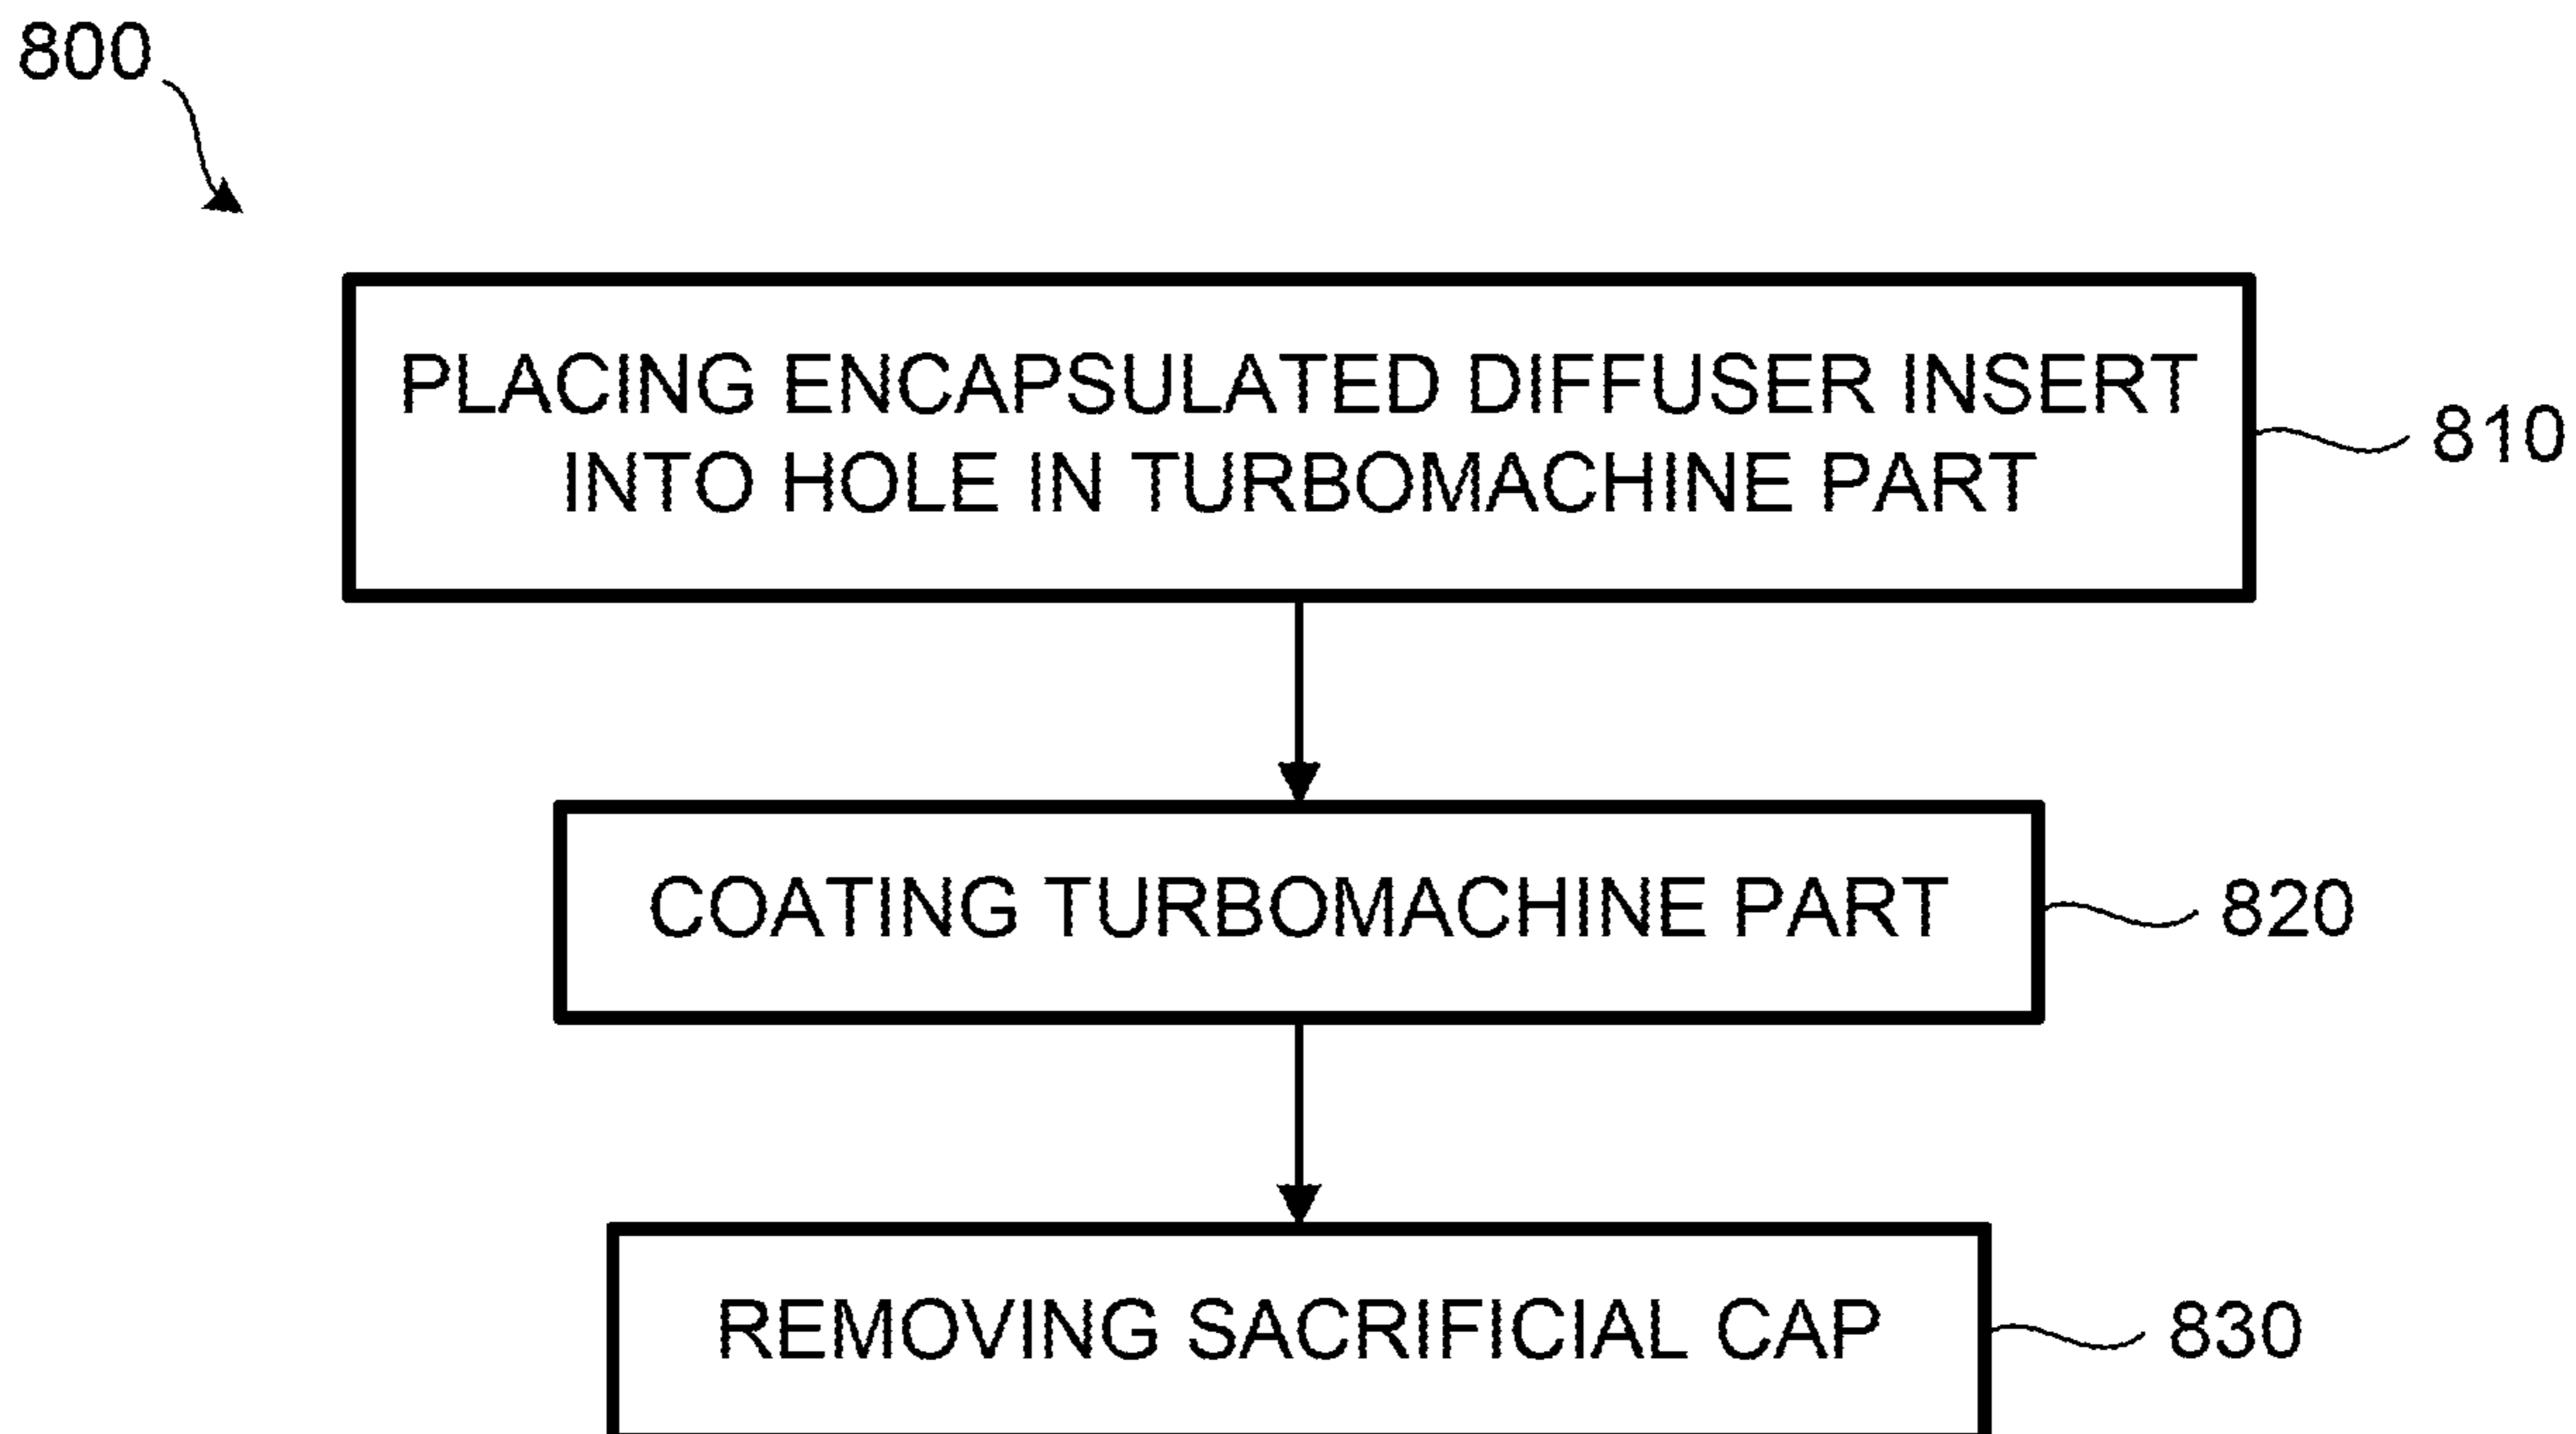 800
PLACING ENCAPSULATED DIFFUSER INSERT
INTO HOLE IN TURBOMACHINE PART
810
COATING TURBOMACHINE PART
820
REMOVING SACRIFICIAL CAP
830